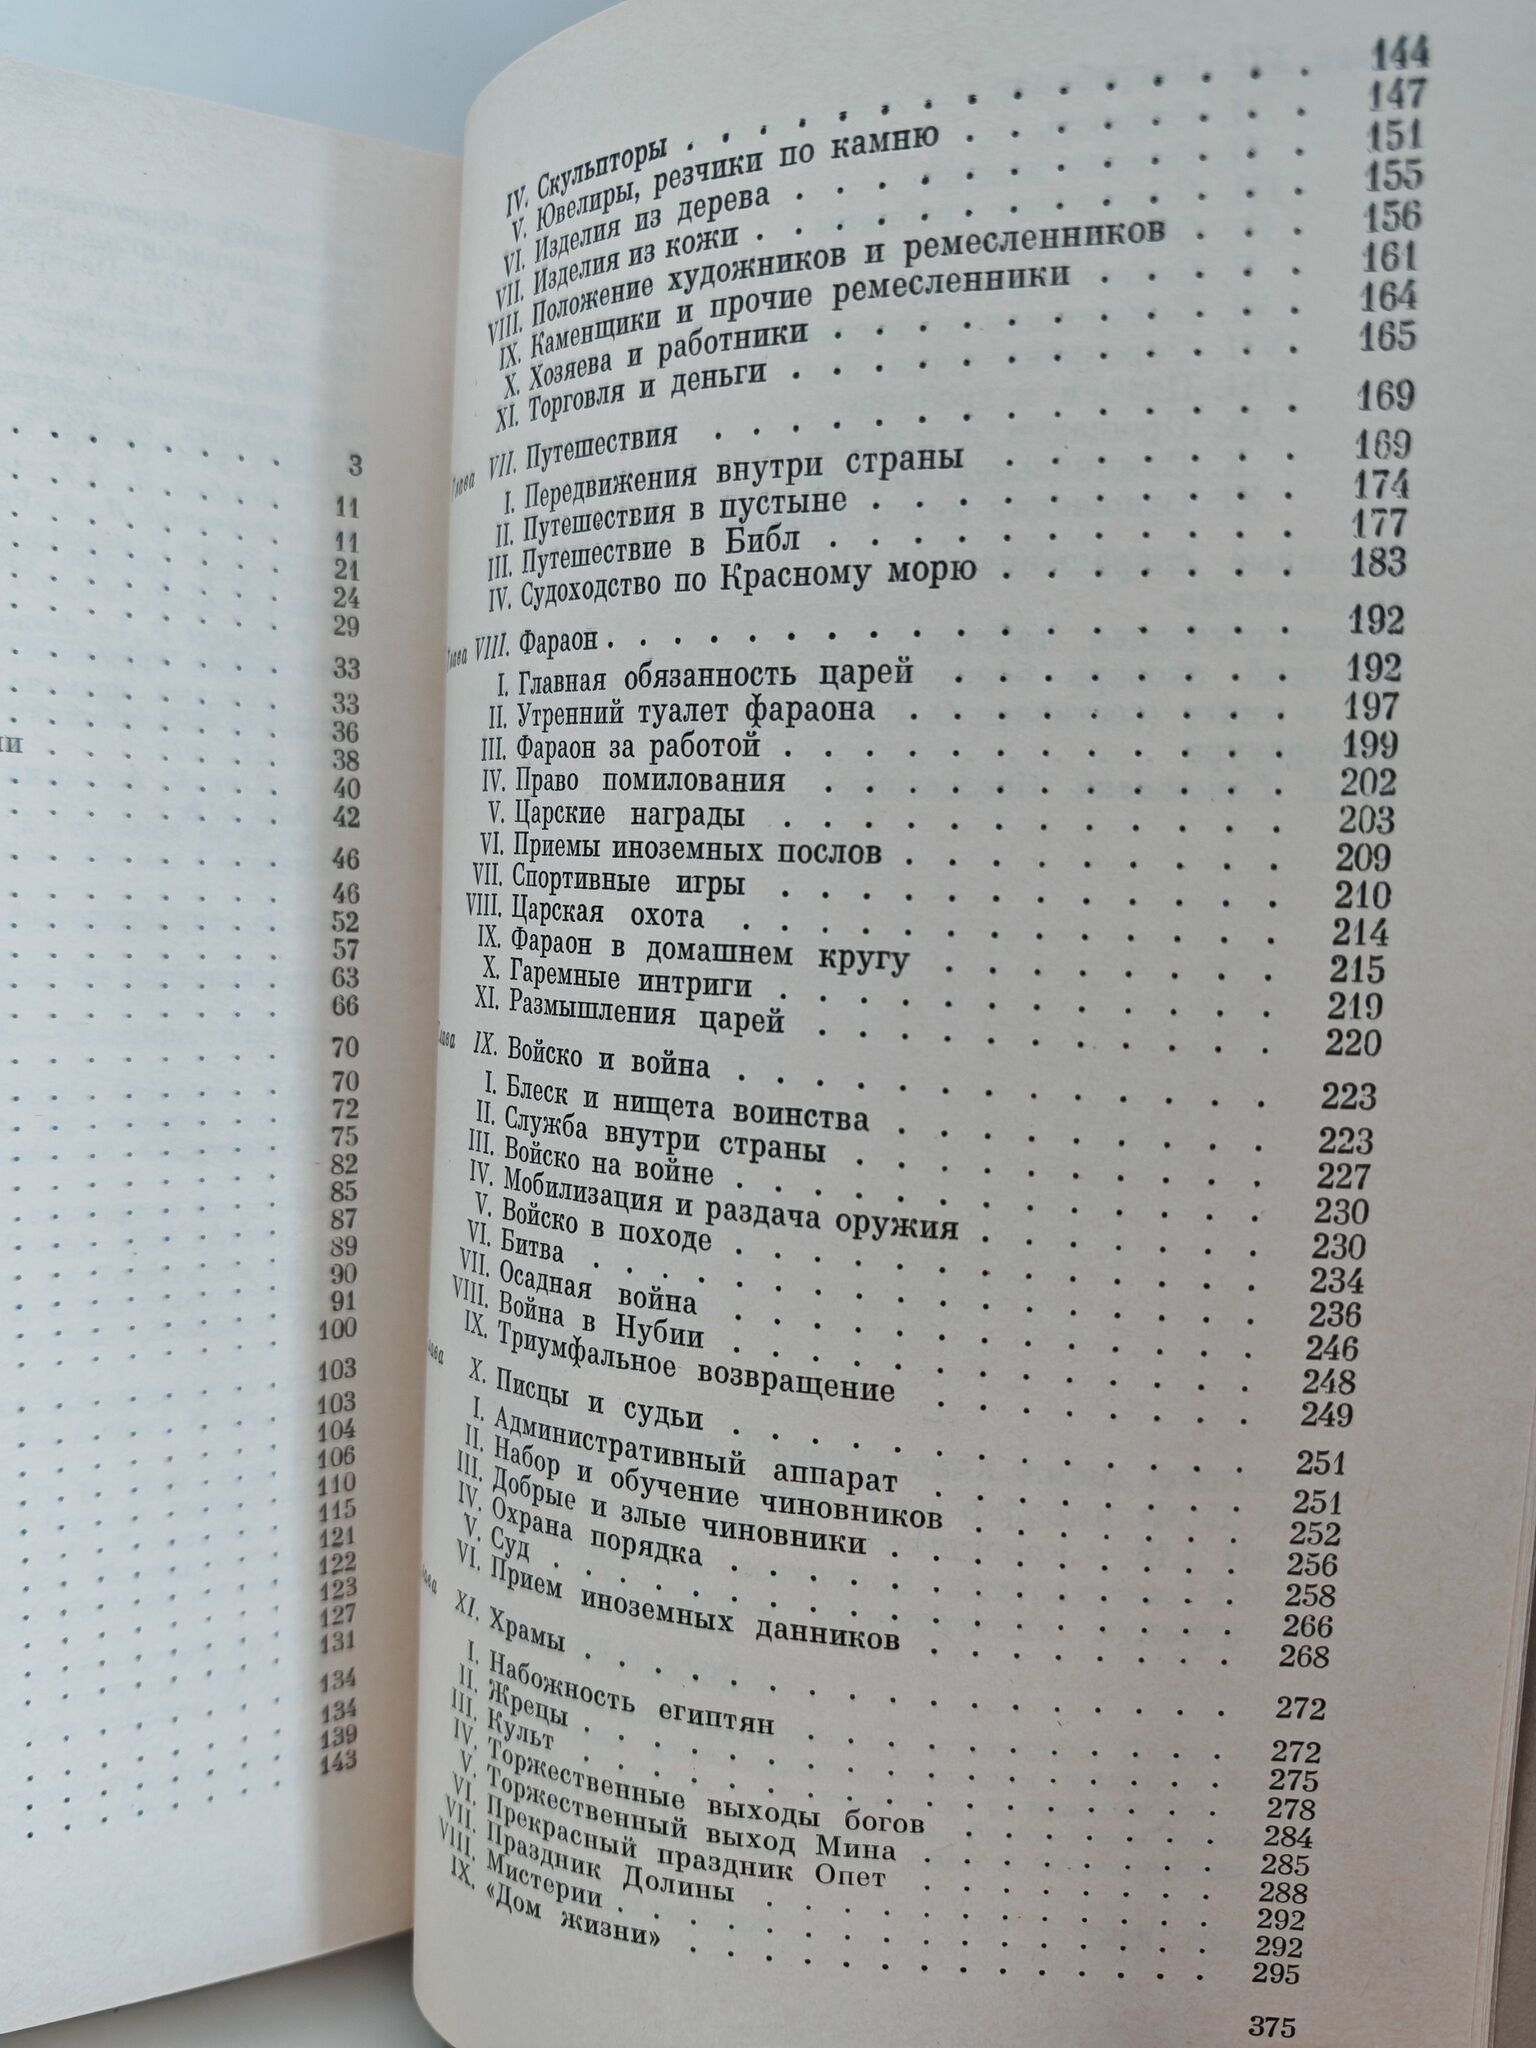 3
11
11
21
24
29
33
33
36
38
40
42
46
46
52
57
63
66
70
70
72
75
82
85
87
89
90
91
100
103
103
104
106
110
115
121
122
123
127
131
134
134
139
143
IV. Скульпторы . . . . . . . . . . . . . . 144
V. Ювелиры, резчики по камню . . . . . . . . 147
VI. Изделия из дерева . . . . . . . . . . . . 151
VII. Изделия из кожи . . . . . . . . . . . . . 155
VIII. Положение художников и ремесленников . . . 156
IX. Каменщики и прочие ремесленники . . . . . 161
X. Хозяева и работники . . . . . . . . . . . 164
XI. Торговля и деньги . . . . . . . . . . . . 165
Глава VII. Путешествия . . . . . . . . . . . . . . 169
I. Передвижения внутри страны . . . . . . . . 169
II. Путешествия в пустыне . . . . . . . . . . 174
III. Путешествие в Библ . . . . . . . . . . . 177
IV. Судоходство по Красному морю . . . . . . . 183
Глава VIII. Фараон . . . . . . . . . . . . . . . . 192
I. Главная обязанность царей . . . . . . . . 192
II. Утренний туалет фараона . . . . . . . . . 197
III. Фараон за работой . . . . . . . . . . . . 199
IV. Право помилования . . . . . . . . . . . 202
V. Царские награды . . . . . . . . . . . . 203
VI. Приемы иноземных послов . . . . . . . . . 209
VII. Спортивные игры . . . . . . . . . . . . 210
VIII. Царская охота . . . . . . . . . . . . . 214
IX. Фараон в домашнем кругу . . . . . . . . 215
X. Гаремные интриги . . . . . . . . . . . . 219
XI. Размышления царей . . . . . . . . . . . 220
Глава IX. Войско и война . . . . . . . . . . . . . 223
I. Блеск и нищета воинства . . . . . . . . . 223
II. Служба внутри страны . . . . . . . . . . 227
III. Войско на войне . . . . . . . . . . . . . 230
IV. Мобилизация и раздача оружия . . . . . . . 230
V. Войско в походе . . . . . . . . . . . . . 234
VI. Битва . . . . . . . . . . . . . . . . 236
VII. Осадная война . . . . . . . . . . . . . 246
VIII. Война в Нубии . . . . . . . . . . . . . 248
IX. Триумфальное возвращение . . . . . . . . 249
X. Писцы и судьи . . . . . . . . . . . . . 251
I. Административный аппарат . . . . . . . . 251
II. Набор и обучение чиновников . . . . . . . 252
III. Добрые и злые чиновники . . . . . . . . . 256
IV. Охрана порядка . . . . . . . . . . . . . 258
V. Суд . . . . . . . . . . . . . . . . . 266
VI. Прием иноземных данников . . . . . . . . 268
XI. Храмы . . . . . . . . . . . . . . . . 272
I. Набожность египтян . . . . . . . . . . . 272
II. Жрецы . . . . . . . . . . . . . . . . 275
III. Культ . . . . . . . . . . . . . . . . 278
IV. Торжественные выходы богов . . . . . . . 284
V. Торжественный выход Мина . . . . . . . . 285
VI. Прекрасный праздник Опет . . . . . . . . 288
VII. Праздник Долины . . . . . . . . . . . . 292
VIII. Мистерии . . . . . . . . . . . . . . . 292
IX. «Дом жизни» . . . . . . . . . . . . . . 295
375